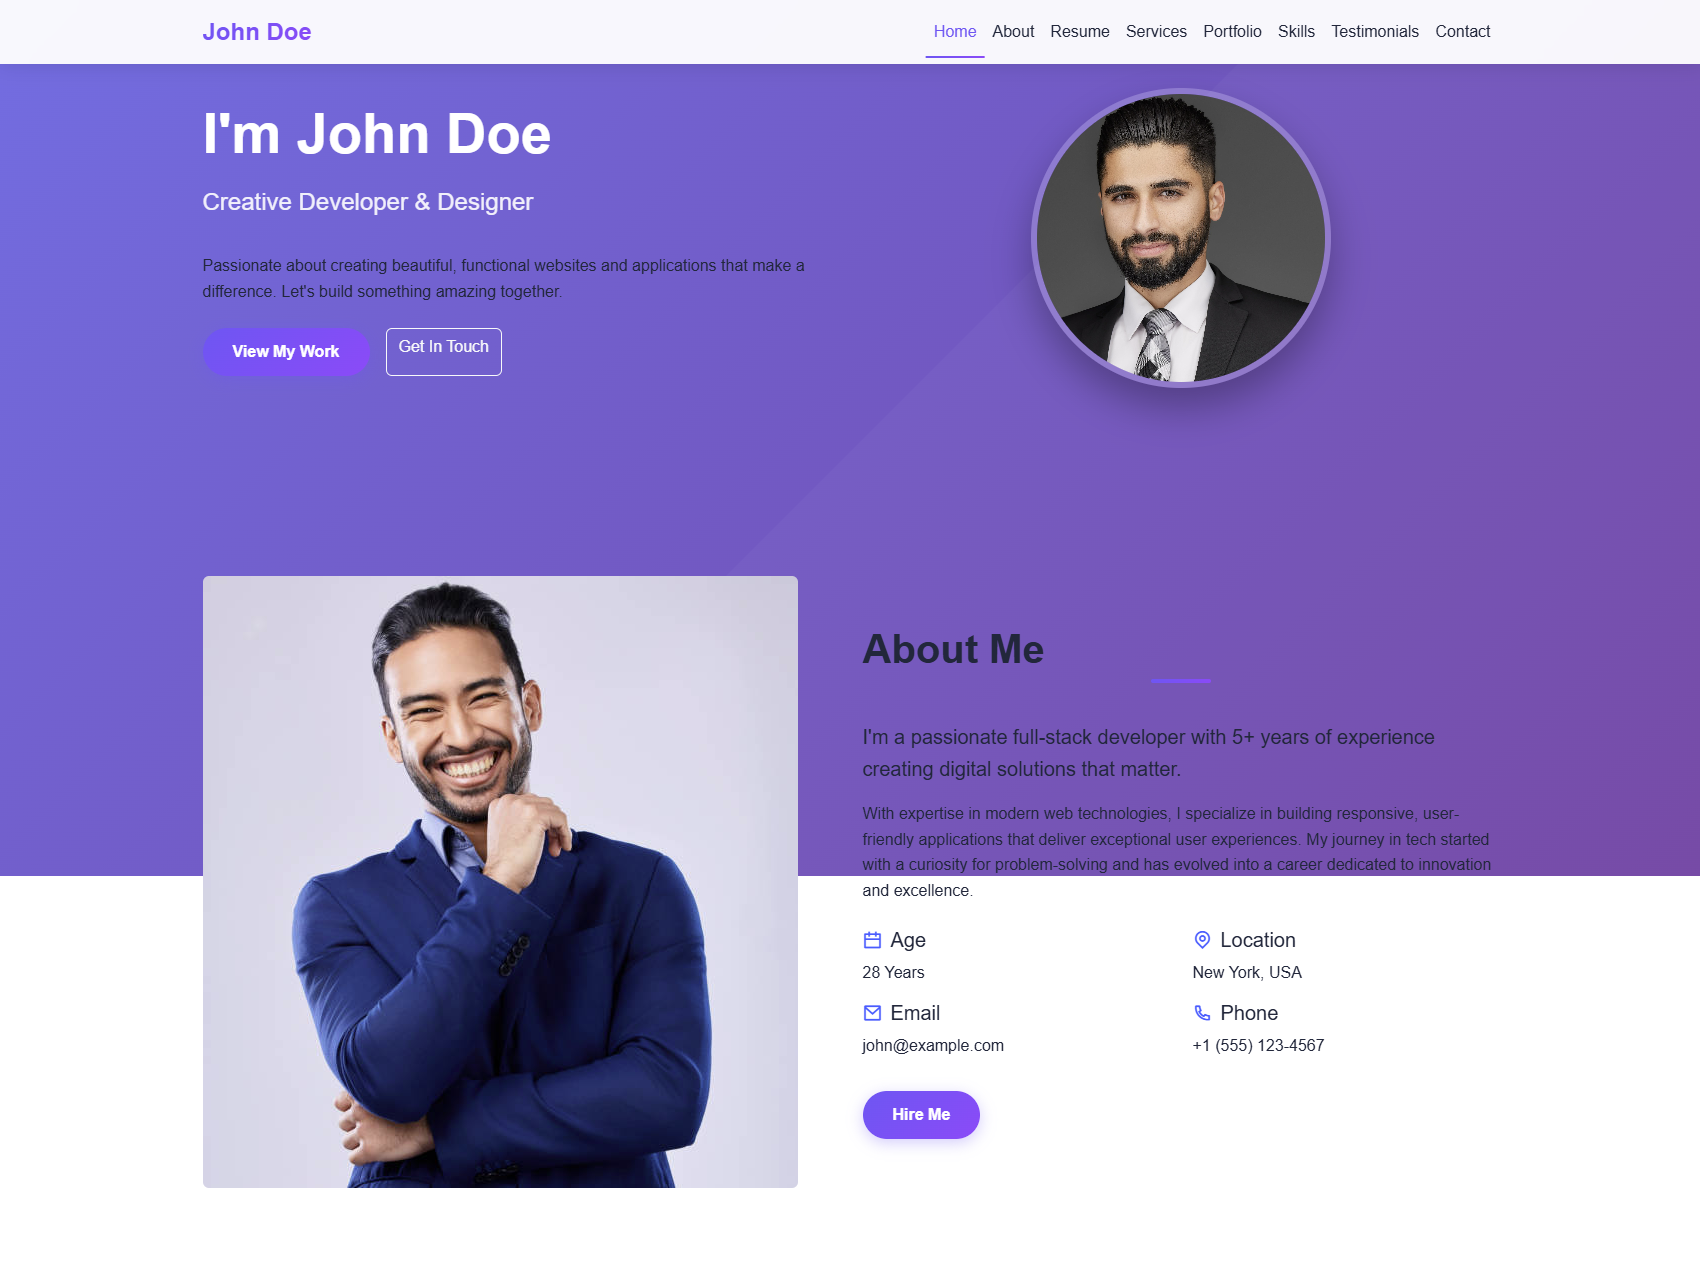 John Doe
Home About Resume Services Portfolio Skills Testimonials Contact
I'm John Doe
Creative Developer & Designer
Passionate about creating beautiful, functional websites and applications that make a
difference. Let's build something amazing together.
View My Work
Get In Touch
About Me
I'm a passionate full-stack developer with 5+ years of experience
creating digital solutions that matter.
With expertise in modern web technologies, I specialize in building responsive, user-
friendly applications that deliver exceptional user experiences. My journey in tech started
with a curiosity for problem-solving and has evolved into a career dedicated to innovation
and excellence.
Age
28 Years
Location
New York, USA
Email
john@example.com
Phone
+1 (555) 123-4567
Hire Me